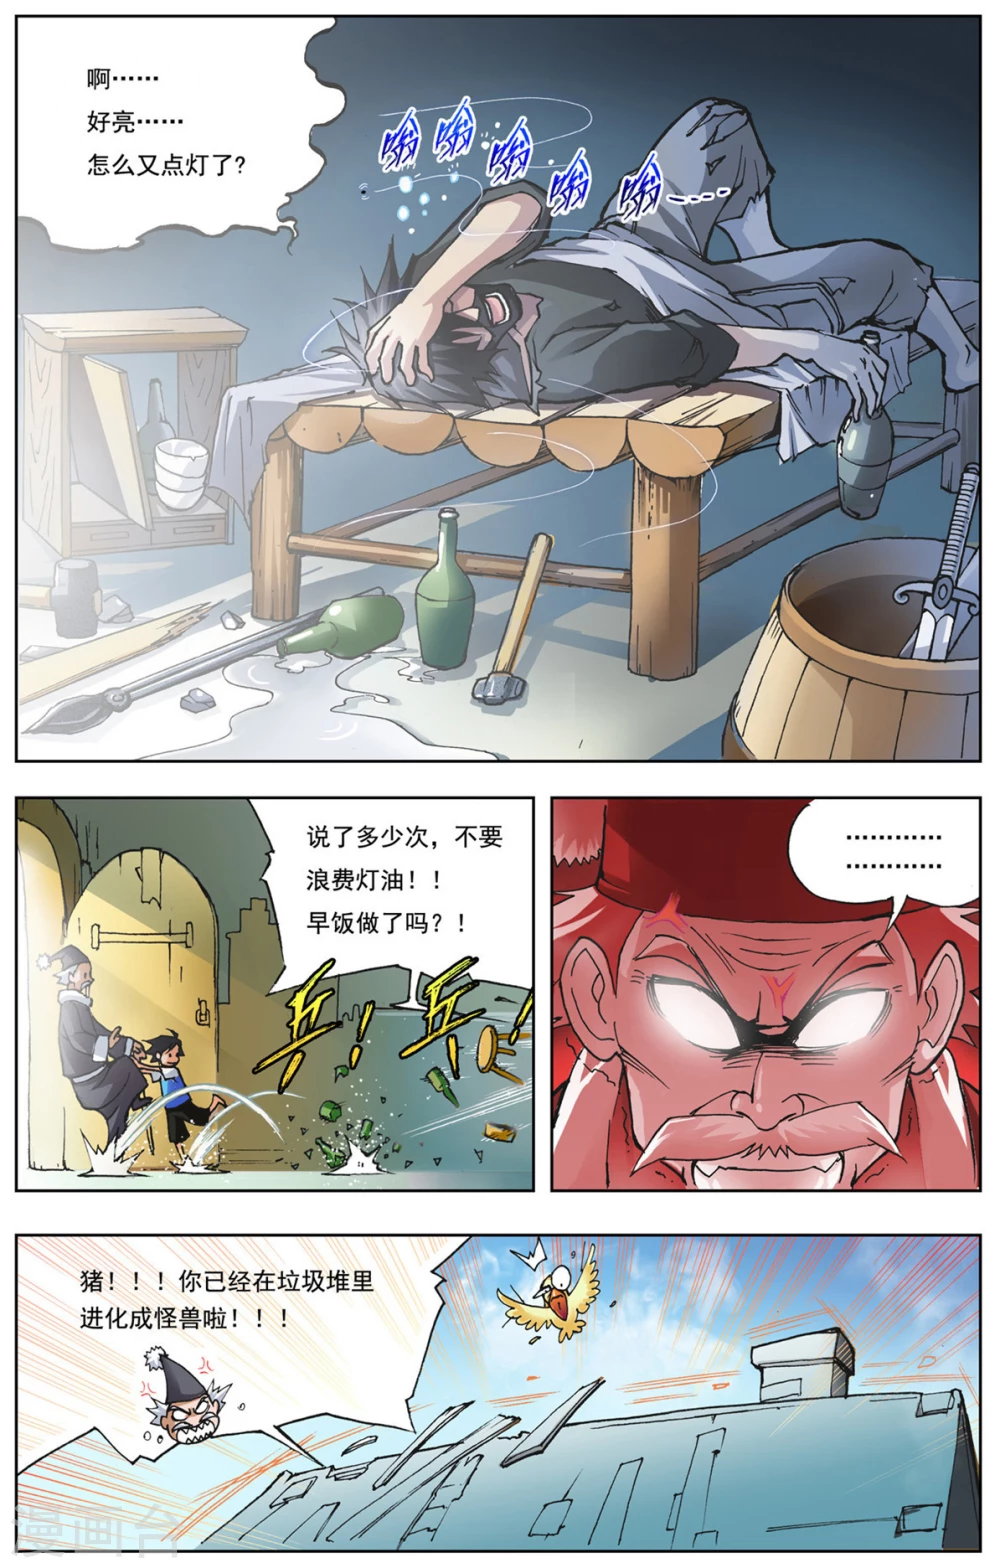 啊……
好亮……
怎么又点灯了?
嗡 嗡 嗡 嗡 嗡……
说了多少次，不要
浪费灯油！！
早饭做了吗？！
乒！乓！
…………
…………
猪！！！你已经在垃圾堆里
进化成怪兽啦！！！
漫画台